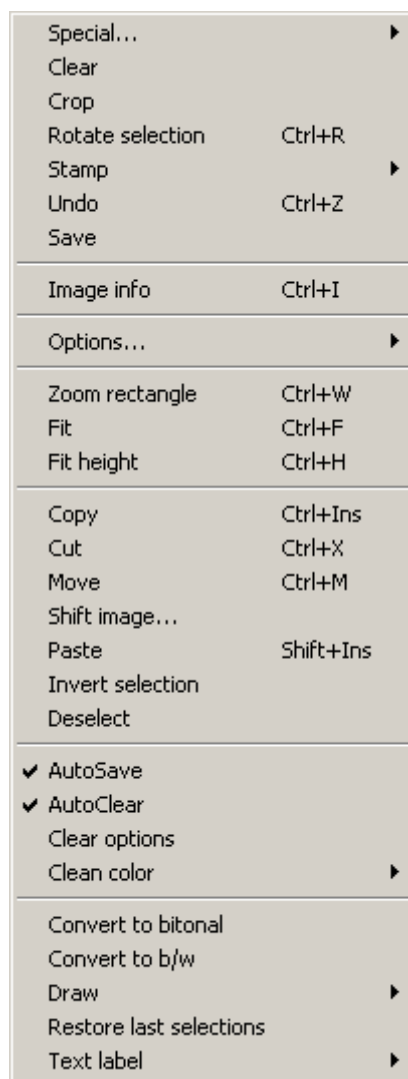 Special...
Clear
Crop
Rotate selection Ctrl+R
Stamp
Undo Ctrl+Z
Save
Image info Ctrl+I
Options...
Zoom rectangle Ctrl+W
Fit Ctrl+F
Fit height Ctrl+H
Copy Ctrl+Ins
Cut Ctrl+X
Move Ctrl+M
Shift image...
Paste Shift+Ins
Invert selection
Deselect
AutoSave
AutoClear
Clear options
Clean color
Convert to bitonal
Convert to b/w
Draw
Restore last selections
Text label